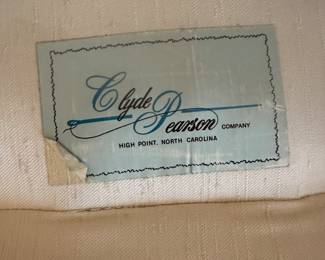 Clyde
Pearson COMPANY
HIGH POINT, NORTH CAROLINA